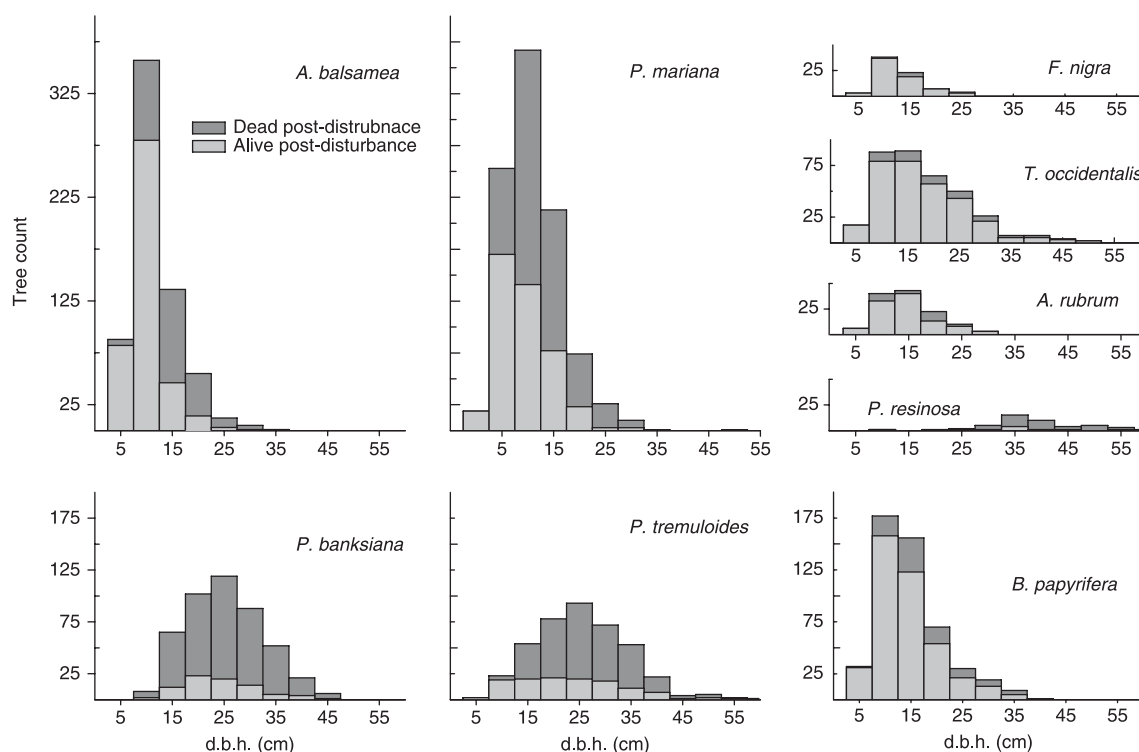 A. balsamea
325
225
125
25
Tree count
Dead post-distrubnace
Alive post-disturbance
5 15 25 35 45 55
P. mariana
5 15 25 35 45 55
F. nigra
25
5 15 25 35 45 55
T. occidentalis
75
25
5 15 25 35 45 55
A. rubrum
25
5 15 25 35 45 55
P. resinosa
25
5 15 25 35 45 55
P. banksiana
175
125
75
25
5 15 25 35 45 55
d.b.h. (cm)
P. tremuloides
5 15 25 35 45 55
d.b.h. (cm)
B. papyrifera
175
125
75
25
5 15 25 35 45 55
d.b.h. (cm)